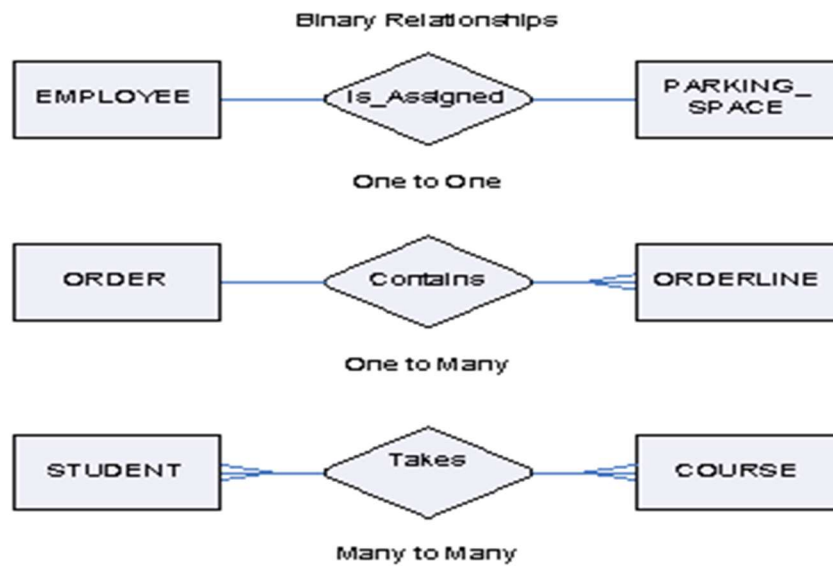 Binary Relationships
EMPLOYEE
Is_Assigned
PARKING_
SPACE
One to One
ORDER
Contains
ORDERLINE
One to Many
STUDENT
Takes
COURSE
Many to Many